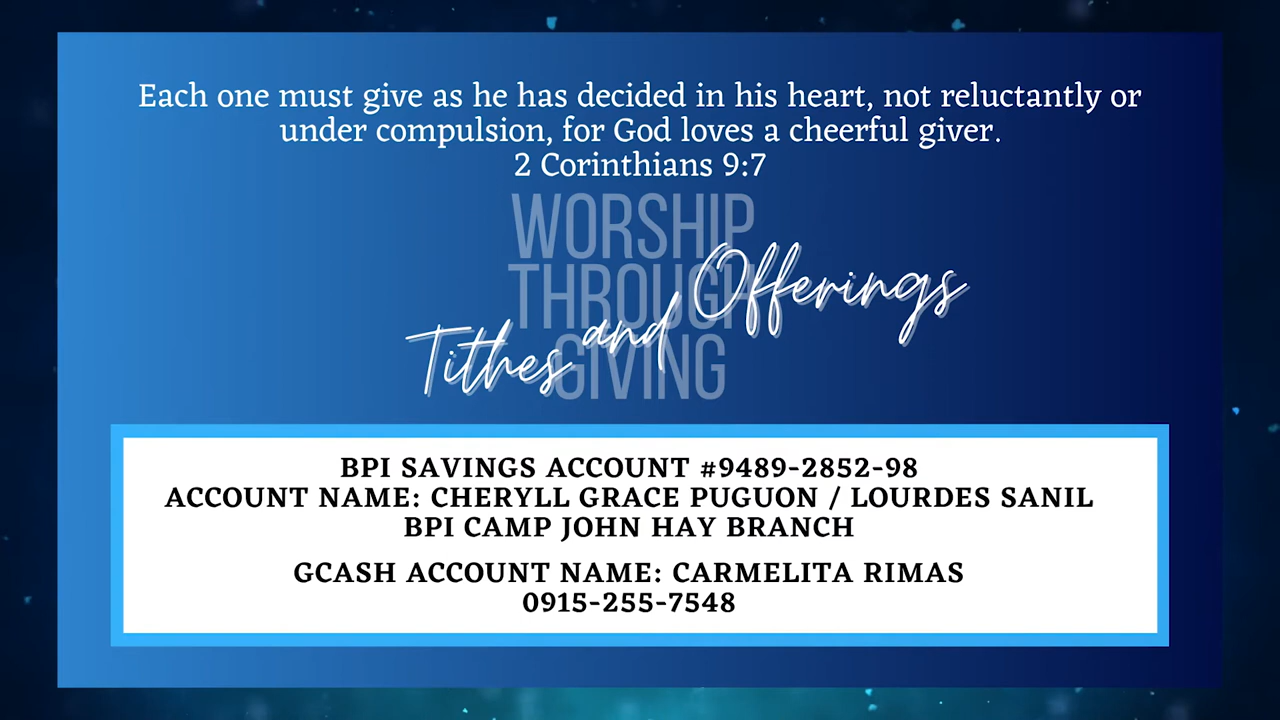 Each one must give as he has decided in his heart, not reluctantly or
under compulsion, for God loves a cheerful giver.
2 Corinthians 9:7
WORSHIP
THROUGH
GIVING
Tithes and Offerings
BPI SAVINGS ACCOUNT #9489-2852-98
ACCOUNT NAME: CHERYLL GRACE PUGUON / LOURDES SANIL
BPI CAMP JOHN HAY BRANCH
GCASH ACCOUNT NAME: CARMELITA RIMAS
0915-255-7548